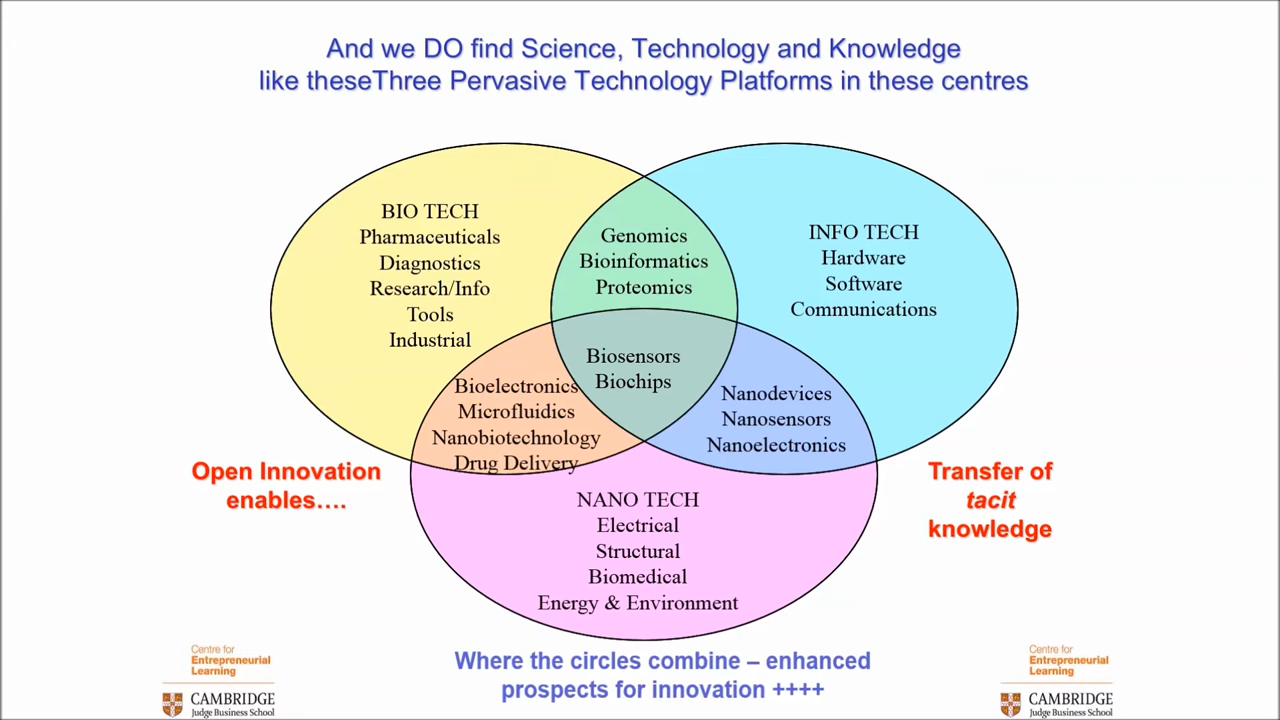 And we DO find Science, Technology and Knowledge
like theseThree Pervasive Technology Platforms in these centres
BIO TECH
Pharmaceuticals
Diagnostics
Research/Info
Tools
Industrial
Genomics
Bioinformatics
Proteomics
INFO TECH
Hardware
Software
Communications
Biosensors
Biochips
Bioelectronics
Microfluidics
Nanobiotechnology
Drug Delivery
Nanodevices
Nanosensors
Nanoelectronics
Open Innovation
enables….
Transfer of
tacit
knowledge
NANO TECH
Electrical
Structural
Biomedical
Energy & Environment
Where the circles combine – enhanced
prospects for innovation ++++
Centre for
Entrepreneurial
Learning
CAMBRIDGE
Judge Business School
Centre for
Entrepreneurial
Learning
CAMBRIDGE
Judge Business School